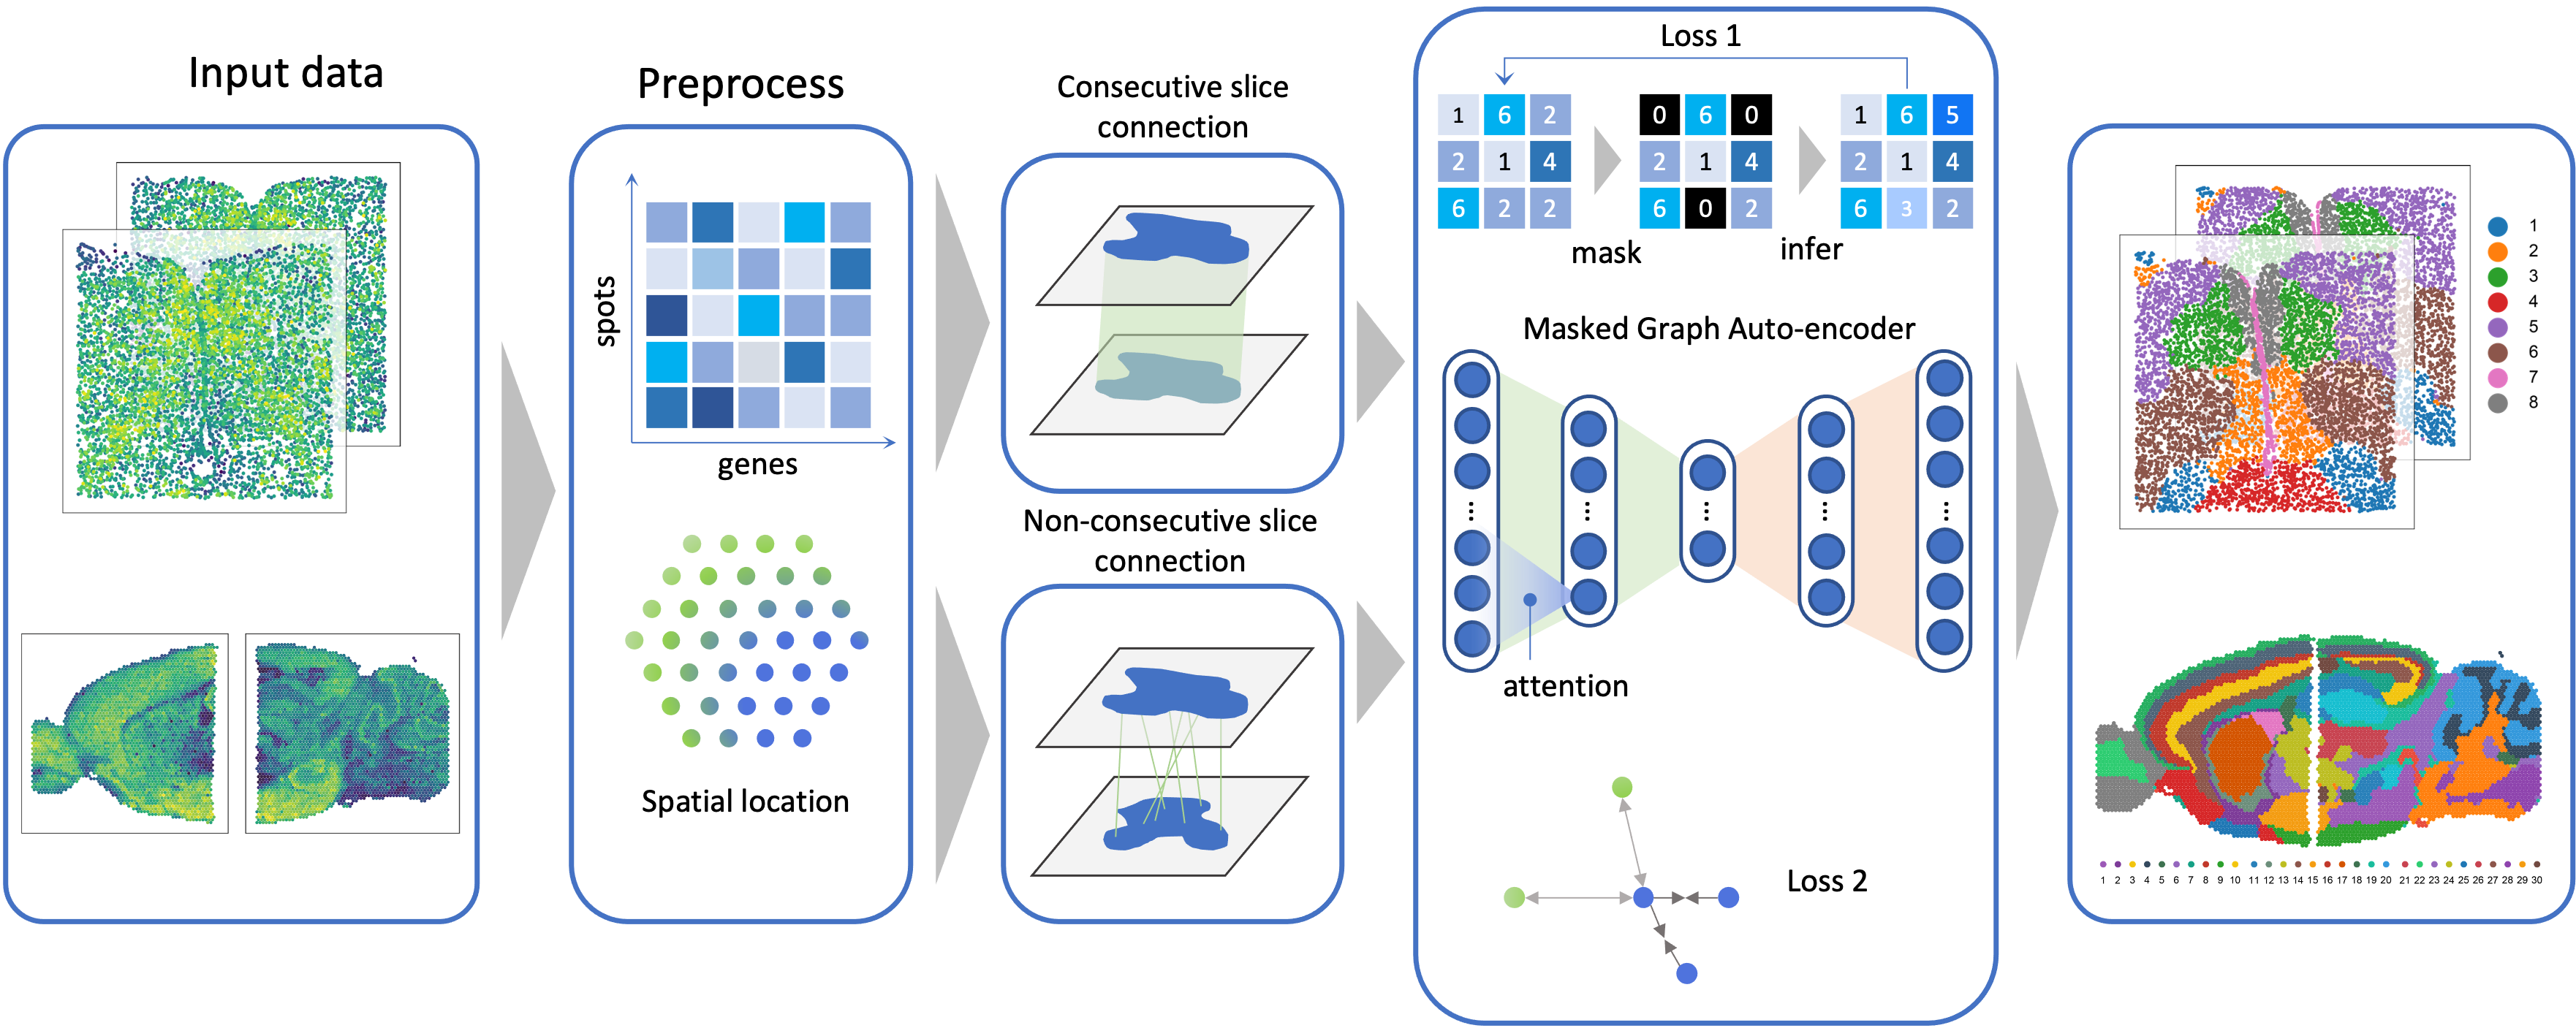 Input data
Preprocess
spots
genes
Spatial location
Consecutive slice
connection
Non-consecutive slice
connection
Loss 1
1 6 2
2 1 4
6 2 2
0 6 0
2 1 4
6 0 2
1 6 5
2 1 4
6 3 2
mask
infer
Masked Graph Auto-encoder
attention
Loss 2
1
2
3
4
5
6
7
8
1 2 3 4 5 6 7 8 9 10 11 12 13 14 15 16 17 18 19 20 21 22 23 24 25 26 27 28 29 30